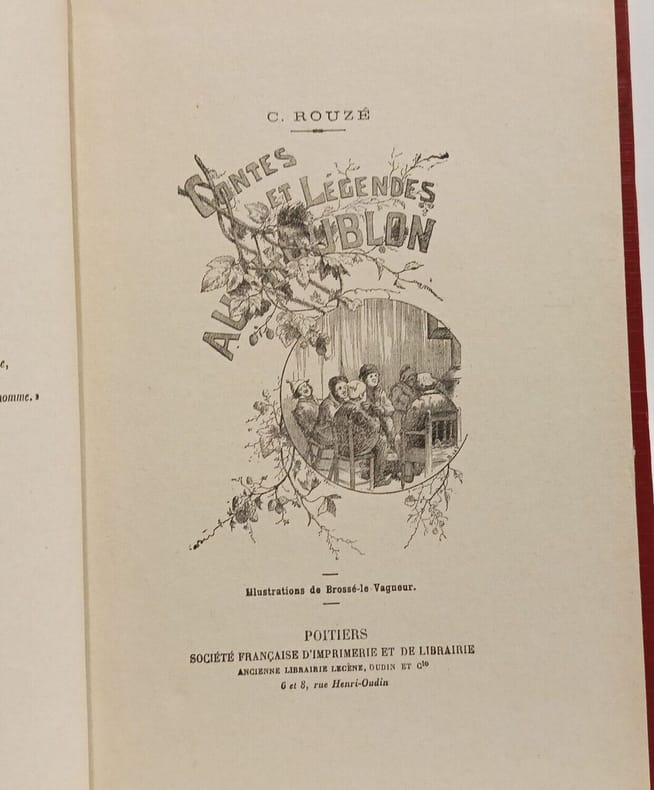 C. ROUZÉ
CONTES
ET LÉGENDES
AU HOUBLON
Illustrations de Brossé-le-Vagneur.
POITIERS
SOCIÉTÉ FRANÇAISE D'IMPRIMERIE ET DE LIBRAIRIE
ANCIENNE LIBRAIRIE LECÈNE, OUDIN ET Cie
6 et 8, rue Henri-Oudin